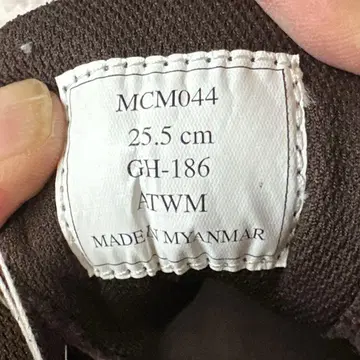 MCM044
25.5 cm
GH-186
ATWM
MADE IN MYANMAR